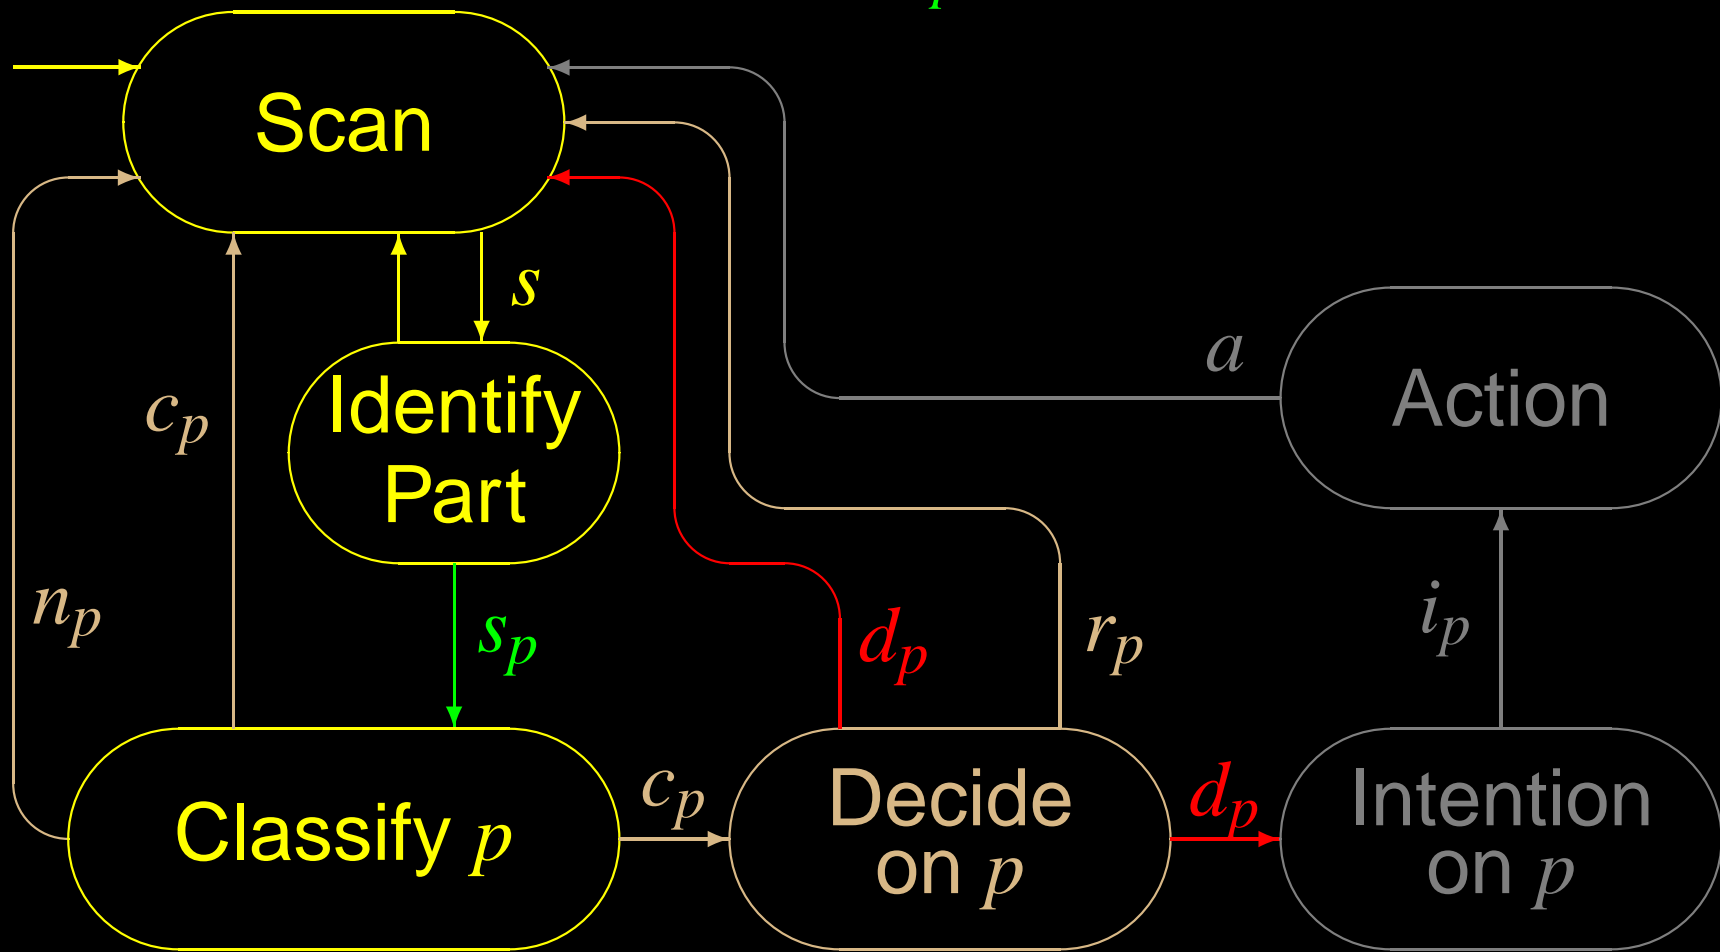 Scan
s
Identify
Part
a
Action
c_p
n_p
s_p
d_p
r_p
i_p
Classify p
c_p
Decide
on p
d_p
Intention
on p